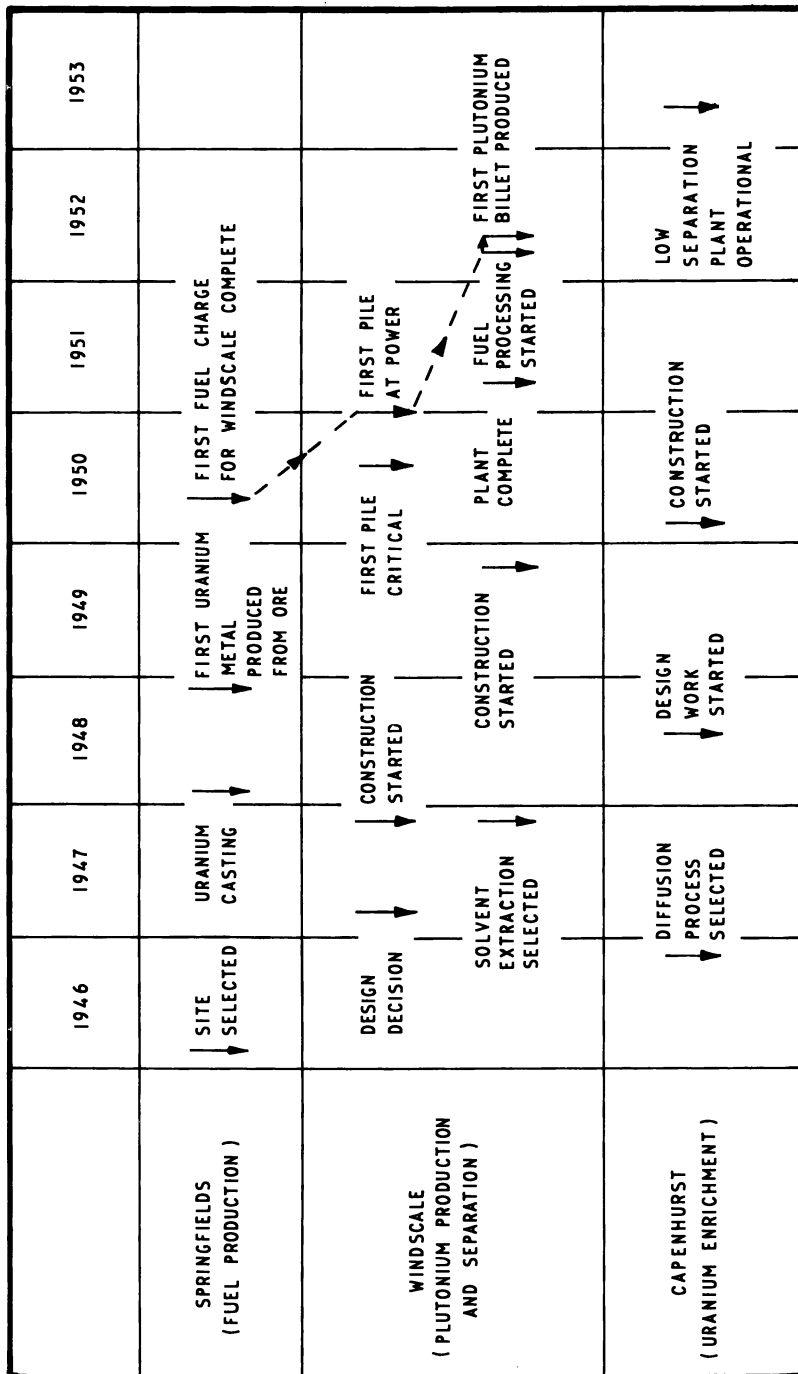 1946
1947
1948
1949
1950
1951
1952
1953
SPRINGFIELDS
(FUEL PRODUCTION)
SITE
SELECTED
URANIUM
CASTING
FIRST URANIUM
METAL
PRODUCED
FROM ORE
FIRST FUEL CHARGE
FOR WINDSCALE COMPLETE
WINDSCALE
(PLUTONIUM PRODUCTION
AND SEPARATION)
DESIGN
DECISION
CONSTRUCTION
STARTED
FIRST PILE
CRITICAL
FIRST PILE
AT POWER
SOLVENT
EXTRACTION
SELECTED
CONSTRUCTION
STARTED
PLANT
COMPLETE
FUEL
PROCESSING
STARTED
FIRST PLUTONIUM
BILLET PRODUCED
CAPENHURST
(URANIUM ENRICHMENT)
DIFFUSION
PROCESS
SELECTED
DESIGN
WORK
STARTED
CONSTRUCTION
STARTED
LOW
SEPARATION
PLANT
OPERATIONAL